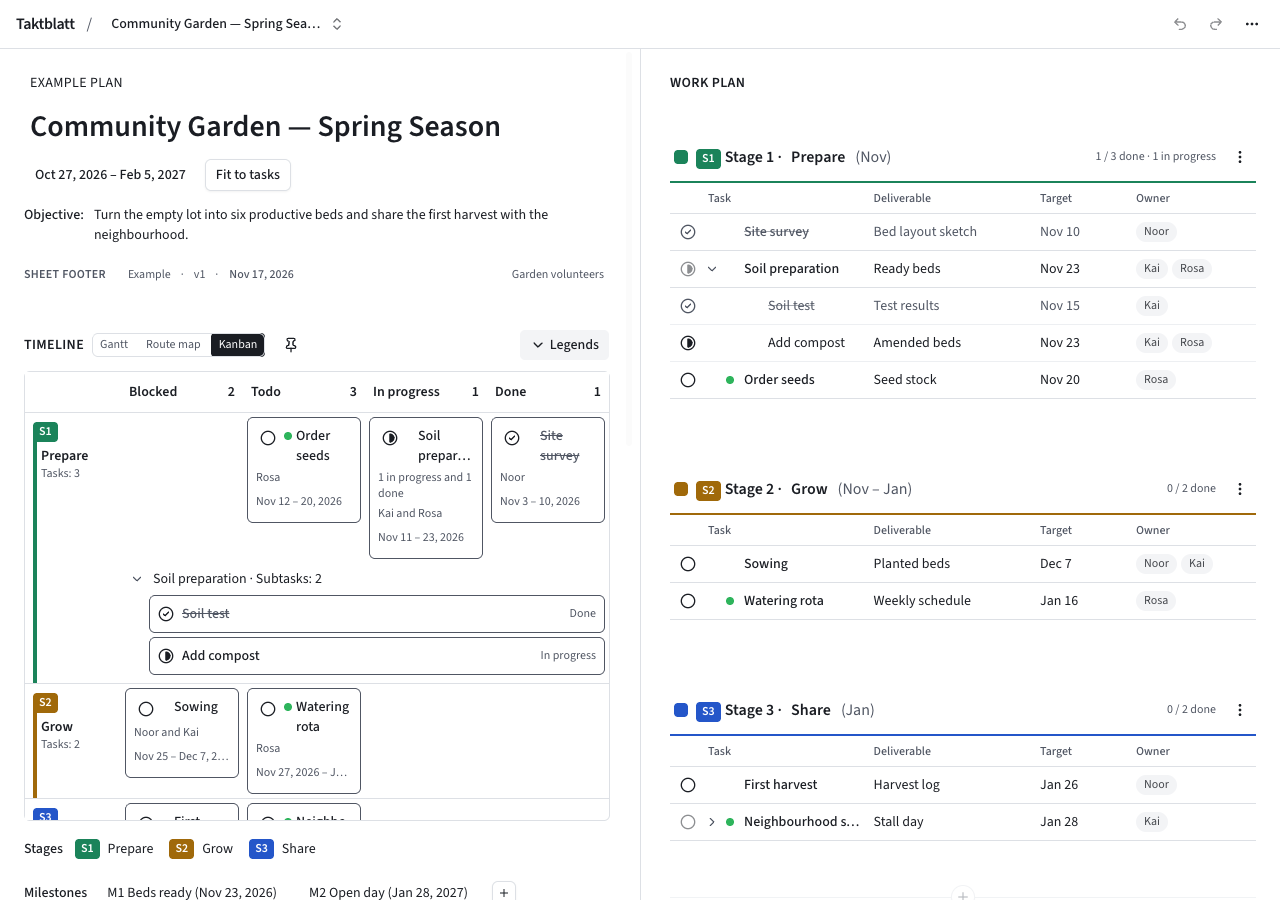 Taktblatt / Community Garden — Spring Sea…
EXAMPLE PLAN
Community Garden — Spring Season
Oct 27, 2026 – Feb 5, 2027 Fit to tasks
Objective: Turn the empty lot into six productive beds and share the first harvest with the
neighbourhood.
SHEET FOOTER Example · v1 · Nov 17, 2026 Garden volunteers
TIMELINE Gantt Route map Kanban Legends
Blocked 2 Todo 3 In progress 1 Done 1
S1
Prepare
Tasks: 3
Order
seeds
Rosa
Nov 12 – 20, 2026
Soil
prepar…
1 in progress and 1
done
Kai and Rosa
Nov 11 – 23, 2026
Site
survey
Noor
Nov 3 – 10, 2026
Soil preparation · Subtasks: 2
Soil test Done
Add compost In progress
S2
Grow
Tasks: 2
Sowing
Noor and Kai
Nov 25 – Dec 7, 2…
Watering
rota
Rosa
Nov 27, 2026 – J…
S3
First
Neighbo
Stages S1 Prepare S2 Grow S3 Share
Milestones M1 Beds ready (Nov 23, 2026) M2 Open day (Jan 28, 2027) +
WORK PLAN
S1 Stage 1 · Prepare (Nov) 1 / 3 done · 1 in progress
Task Deliverable Target Owner
Site survey Bed layout sketch Nov 10 Noor
Soil preparation Ready beds Nov 23 Kai Rosa
Soil test Test results Nov 15 Kai
Add compost Amended beds Nov 23 Kai Rosa
Order seeds Seed stock Nov 20 Rosa
S2 Stage 2 · Grow (Nov – Jan) 0 / 2 done
Task Deliverable Target Owner
Sowing Planted beds Dec 7 Noor Kai
Watering rota Weekly schedule Jan 16 Rosa
S3 Stage 3 · Share (Jan) 0 / 2 done
Task Deliverable Target Owner
First harvest Harvest log Jan 26 Noor
Neighbourhood s… Stall day Jan 28 Kai